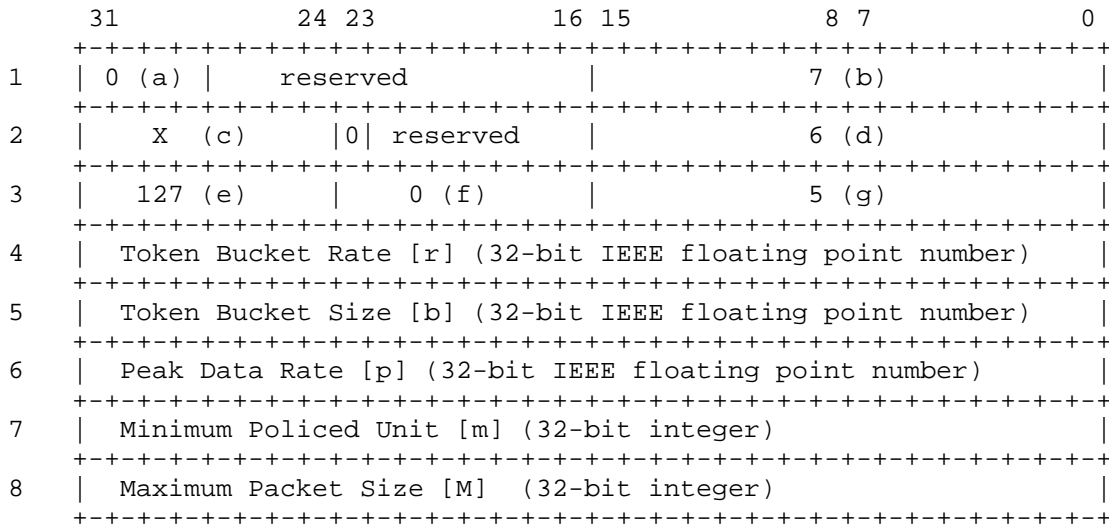 31           24 23           16 15            8 7             0
    +-+-+-+-+-+-+-+-+-+-+-+-+-+-+-+-+-+-+-+-+-+-+-+-+-+-+-+-+-+-+-+-+
1   | 0 (a) |    reserved           |             7 (b)             |
    +-+-+-+-+-+-+-+-+-+-+-+-+-+-+-+-+-+-+-+-+-+-+-+-+-+-+-+-+-+-+-+-+
2   |    X  (c)     |0| reserved    |             6 (d)             |
    +-+-+-+-+-+-+-+-+-+-+-+-+-+-+-+-+-+-+-+-+-+-+-+-+-+-+-+-+-+-+-+-+
3   |   127 (e)     |    0 (f)      |             5 (g)             |
    +-+-+-+-+-+-+-+-+-+-+-+-+-+-+-+-+-+-+-+-+-+-+-+-+-+-+-+-+-+-+-+-+
4   |  Token Bucket Rate [r] (32-bit IEEE floating point number)    |
    +-+-+-+-+-+-+-+-+-+-+-+-+-+-+-+-+-+-+-+-+-+-+-+-+-+-+-+-+-+-+-+-+
5   |  Token Bucket Size [b] (32-bit IEEE floating point number)    |
    +-+-+-+-+-+-+-+-+-+-+-+-+-+-+-+-+-+-+-+-+-+-+-+-+-+-+-+-+-+-+-+-+
6   |  Peak Data Rate [p] (32-bit IEEE floating point number)       |
    +-+-+-+-+-+-+-+-+-+-+-+-+-+-+-+-+-+-+-+-+-+-+-+-+-+-+-+-+-+-+-+-+
7   |  Minimum Policed Unit [m] (32-bit integer)                    |
    +-+-+-+-+-+-+-+-+-+-+-+-+-+-+-+-+-+-+-+-+-+-+-+-+-+-+-+-+-+-+-+-+
8   |  Maximum Packet Size [M]  (32-bit integer)                    |
    +-+-+-+-+-+-+-+-+-+-+-+-+-+-+-+-+-+-+-+-+-+-+-+-+-+-+-+-+-+-+-+-+